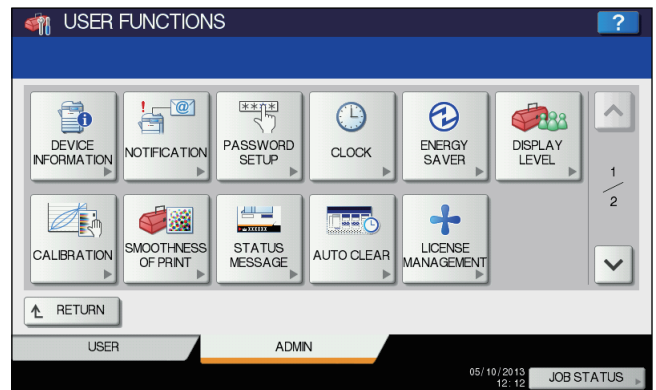 USER FUNCTIONS
?
DEVICE
INFORMATION
!
@
NOTIFICATION
****
PASSWORD
SETUP
CLOCK
ENERGY
SAVER
DISPLAY
LEVEL
CALIBRATION
SMOOTHNESS
OF PRINT
XXXXXX
STATUS
MESSAGE
AUTO CLEAR
LICENSE
MANAGEMENT
1
2
RETURN
USER
ADMIN
05/10/2013
12:12
JOB STATUS